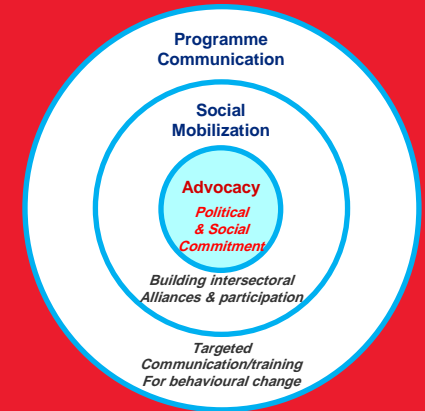 Programme
Communication
Social
Mobilization
Advocacy
Political
& Social
Commitment
Building intersectoral
Alliances & participation
Targeted
Communication/training
For behavioural change